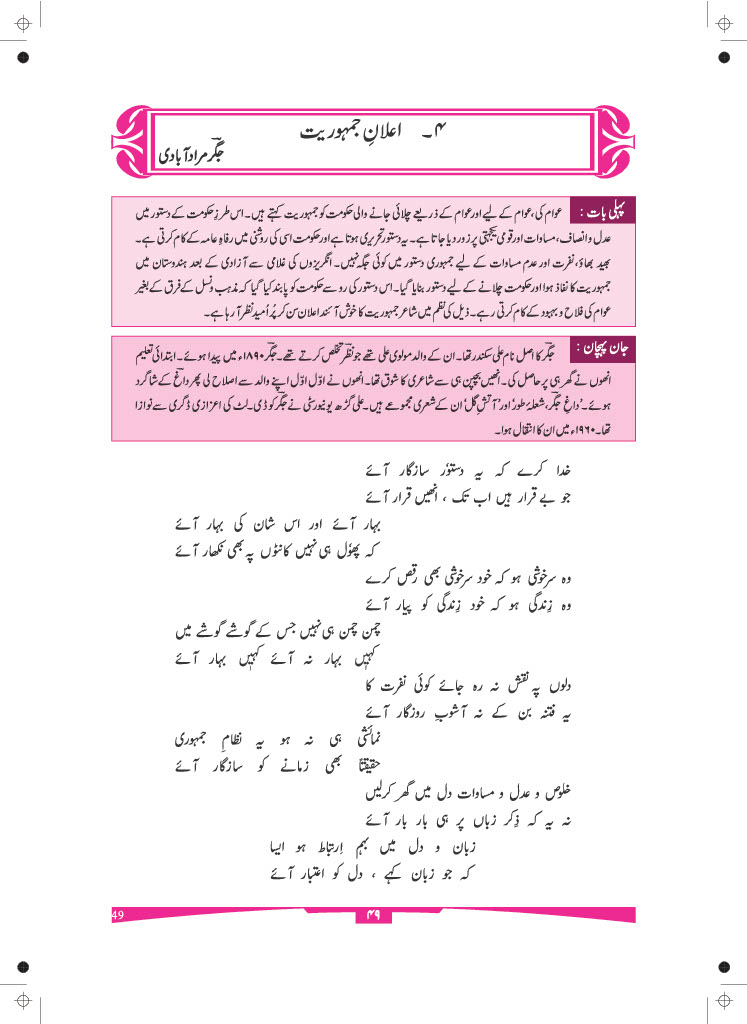 ۴۔ اعلانِ جمہوریت
جگر مرادآبادی
پہلی بات : عوام کی، عوام کے لیے اور عوام کے ذریعے چلائی جانے والی حکومت کو جمہوریت کہتے ہیں۔ اس طرزِ حکومت کے دستور میں
عدل و انصاف، مساوات اور قومی یکجہتی پر زور دیا جاتا ہے۔ یہ دستور تحریری ہوتا ہے اور حکومت اسی کی روشنی میں رفاہِ عامہ کے کام کرتی ہے۔
بھید بھاؤ، نفرت اور عدم مساوات کے لیے جمہوری دستور میں کوئی جگہ نہیں۔ انگریزوں کی غلامی سے آزادی کے بعد ہندوستان میں
جمہوریت کا نفاذ ہوا اور حکومت چلانے کے لیے دستور بنایا گیا۔ اس دستور کی رو سے حکومت کو پابند کیا گیا کہ مذہب و نسل کے فرق کے بغیر
عوام کی فلاح و بہبود کے کام کرتی رہے۔ ذیل کی نظم میں شاعر جمہوریت کا خوش آئند اعلان سن کر پُر اُمید نظر آ رہا ہے۔
جان پہچان : جگر کا اصل نام علی سکندر تھا۔ ان کے والد مولوی علی تھے جو نظر تخلص کرتے تھے۔ جگر ۱۸۹۰ء میں پیدا ہوئے۔ ابتدائی تعلیم
انھوں نے گھر ہی پر حاصل کی۔ انھیں بچپن ہی سے شاعری کا شوق تھا۔ انھوں نے اوّل اوّل اپنے والد سے اصلاح لی پھر داغ کے شاگرد
ہوئے۔ 'داغِ جگر، شعلۂ طور' اور 'آتشِ گل' ان کے شعری مجموعے ہیں۔ علی گڑھ یونیورسٹی نے جگر کو ڈی۔لٹ کی اعزازی ڈگری سے نوازا
تھا۔ ۱۹۶۰ء میں ان کا انتقال ہوا۔
خدا کرے کہ یہ دستوٗر سازگار آئے
جو بے قرار ہیں اب تک ، انھیں قرار آئے
بہار آئے اور اس شان کی بہار آئے
کہ پھوٗل ہی نہیں کانٹوں پہ بھی نکھار آئے
وہ سرخوشی ہو کہ خود سرخوشی بھی رقص کرے
وہ زِندگی ہو کہ خود زِندگی کو پیار آئے
چمن چمن ہی نہیں جس کے گوشے گوشے میں
کہیٖں بہار نہ آئے کہیٖں بہار آئے
دِلوں پہ نقش نہ رہ جائے کوئی نفرت کا
یہ فتنہ بن کے نہ آشوبِ روزگار آئے
نمائشی ہی نہ ہو یہ نظامِ جمہوری
حقیقتاً بھی زمانے کو سازگار آئے
خلوٗص و عدل و مساوات دل میں گھر کرلیں
نہ یہ کہ ذِکر زباں پر ہی بار بار آئے
زبان و دل میں بہم اِرتباط ہو ایسا
کہ جو زبان کہے ، دل کو اعتبار آئے
49
۴۹